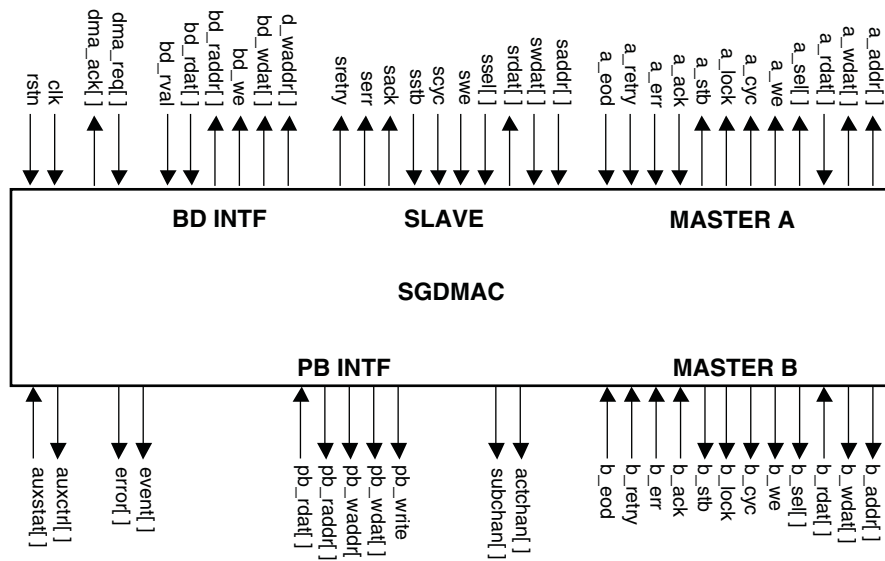 rstn
clk
dma_ack[ ]
dma_req[ ]
bd_rval
bd_rdat[ ]
bd_raddr[ ]
bd_we
bd_wdat[ ]
d_waddr[ ]
sretry
serr
sack
sstb
scyc
swe
ssel[ ]
srdat[ ]
swdat[ ]
saddr[ ]
a_eod
a_retry
a_err
a_ack
a_stb
a_lock
a_cyc
a_we
a_sel[ ]
a_rdat[ ]
a_wdat[ ]
a_addr[ ]
BD INTF
SLAVE
MASTER A
SGDMAC
PB INTF
MASTER B
auxstat[ ]
auxctrl[ ]
error[ ]
event[ ]
pb_rdat[ ]
pb_raddr[ ]
pb_waddr[ ]
pb_wdat[ ]
pb_write
subchan[ ]
actchan[ ]
b_eod
b_retry
b_err
b_ack
b_stb
b_lock
b_cyc
b_we
b_sel[ ]
b_rdat[ ]
b_wdat[ ]
b_addr[ ]